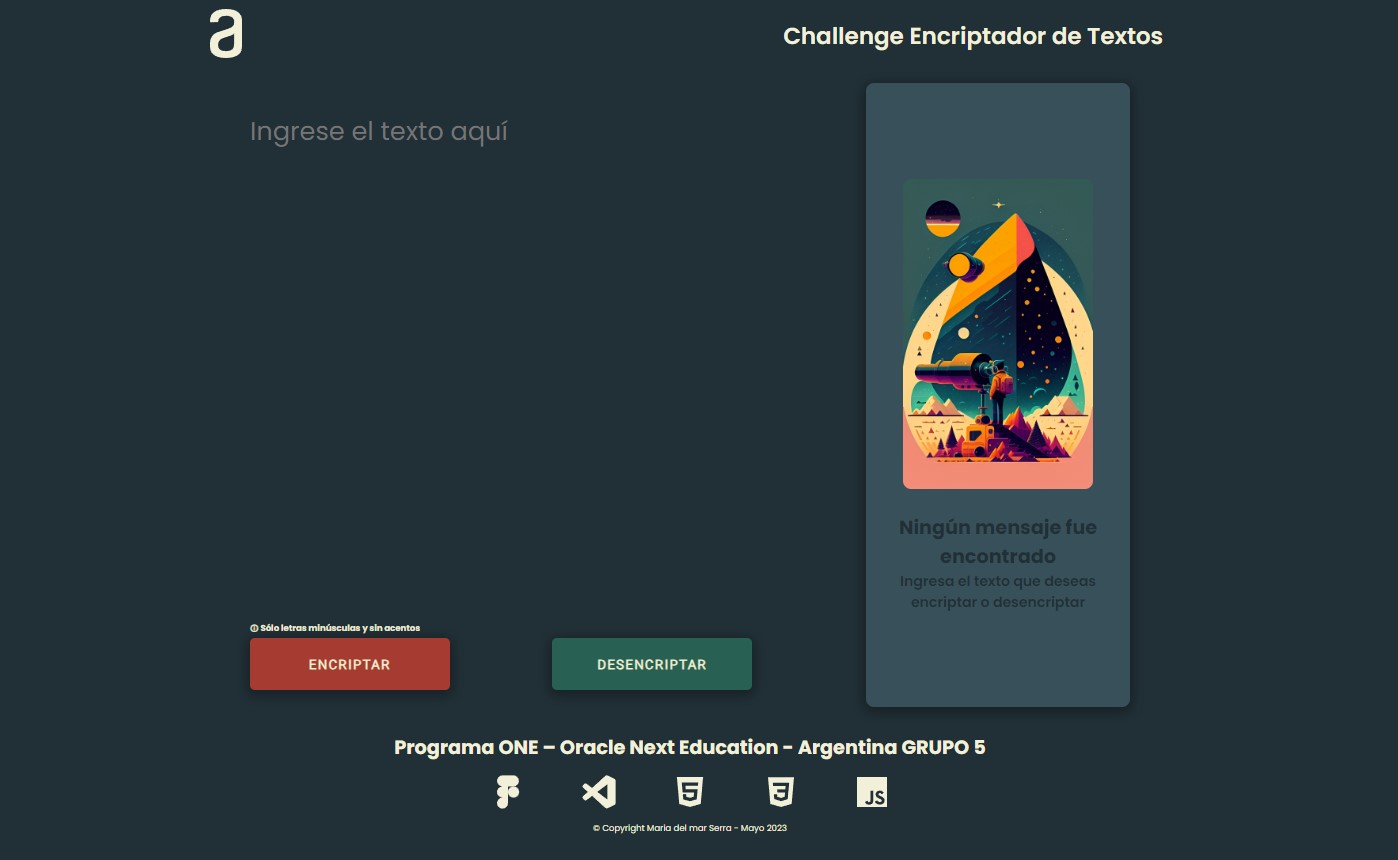 a
Challenge Encriptador de Textos
Ingrese el texto aquí
Ningún mensaje fue
encontrado
Ingresa el texto que deseas
encriptar o desencriptar
Sólo letras minúsculas y sin acentos
ENCRIPTAR
DESENCRIPTAR
Programa ONE – Oracle Next Education - Argentina GRUPO 5
5
3
JS
© Copyright Maria del mar Serra - Mayo 2023